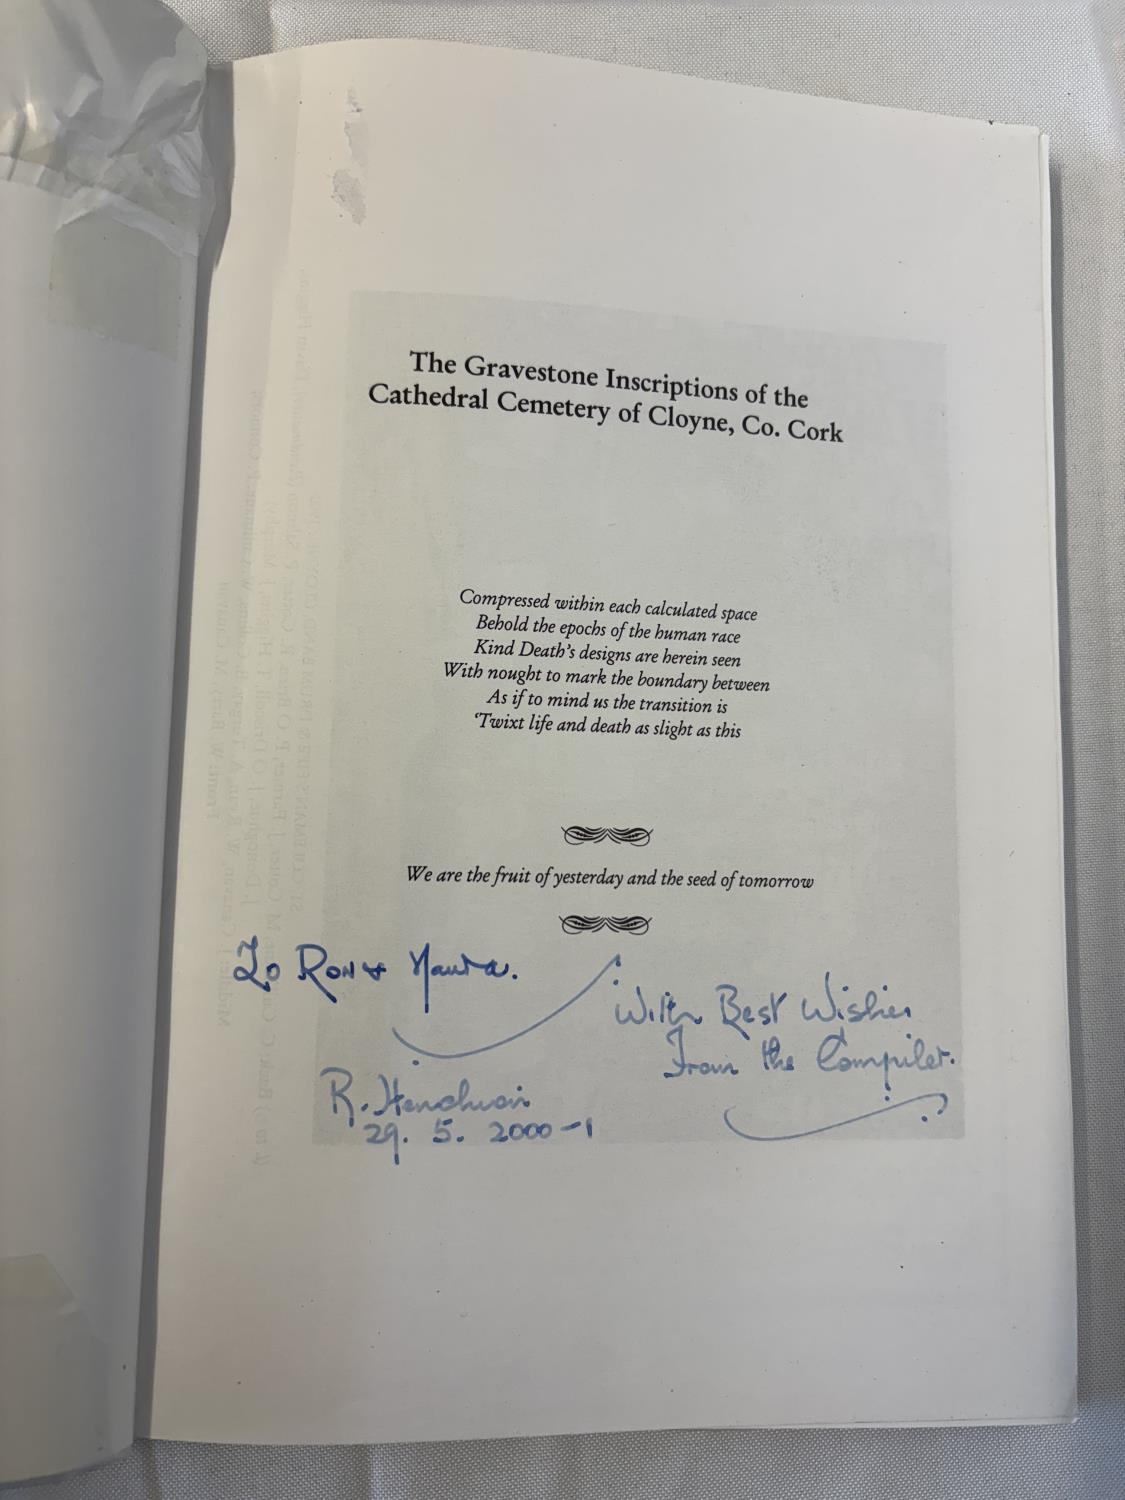 The Gravestone Inscriptions of the
Cathedral Cemetery of Cloyne, Co. Cork
Compressed within each calculated space
Behold the epochs of the human race
Kind Death's designs are herein seen
With nought to mark the boundary between
As if to mind us the transition is
'Twixt life and death as slight as this
We are the fruit of yesterday and the seed of tomorrow
To Ron & Maura.
With Best Wishes
From the Compiler.
R.
29. 5. 2000-1